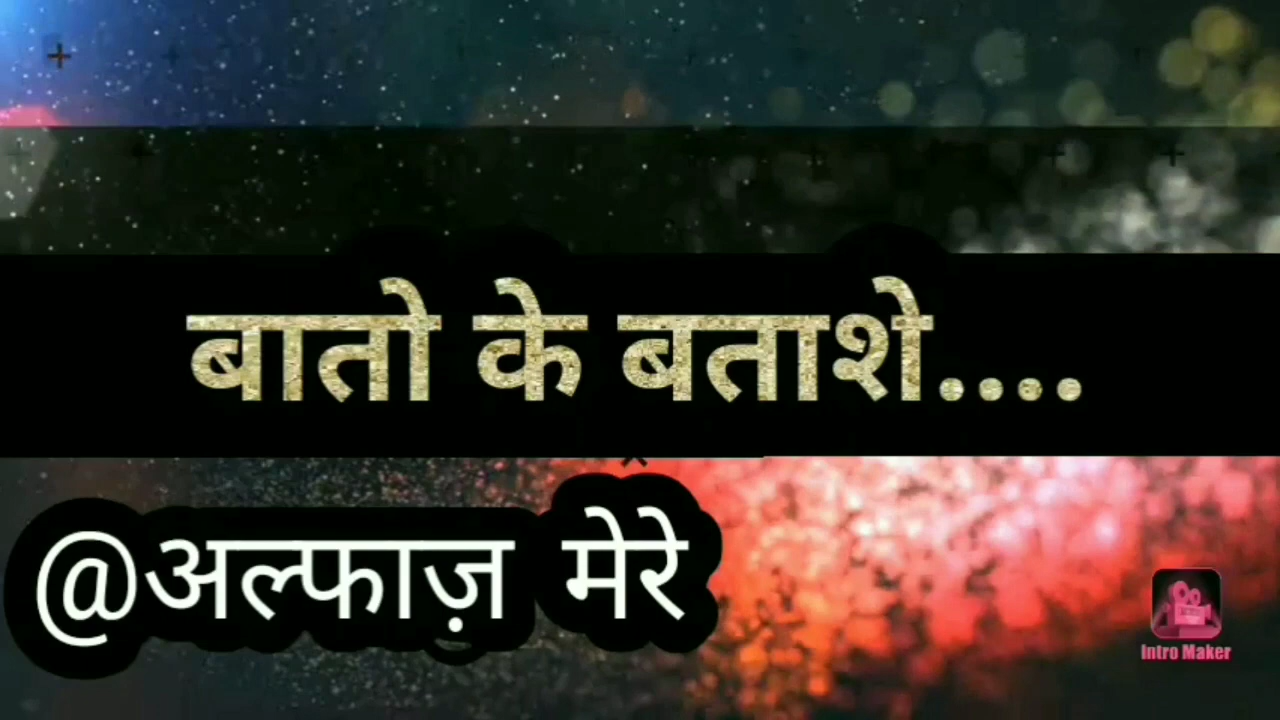 बातो के बताशे....
@अल्फाज़ मेरे
Intro Maker